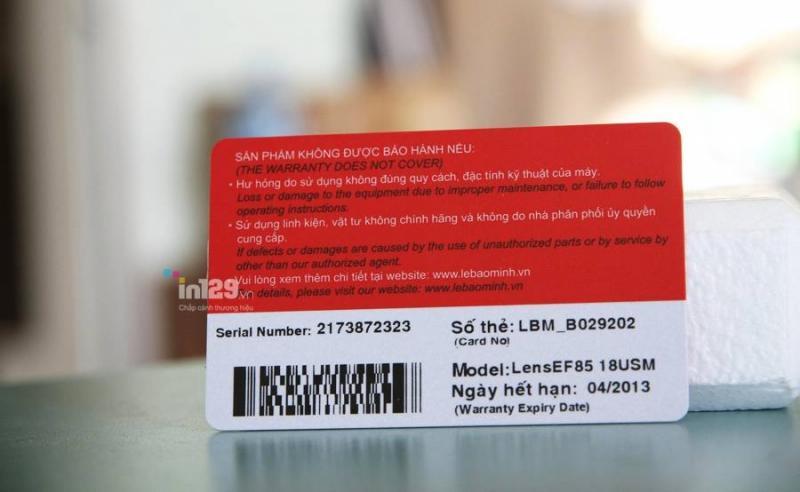 SẢN PHẨM KHÔNG ĐƯỢC BẢO HÀNH NẾU:
(THE WARRANTY DOES NOT COVER)
• Hư hỏng do sử dụng không đúng quy cách, đặc tính kỹ thuật của máy.
Loss or damage to the equipment due to improper maintenance, or failure to follow
operating instructions.
• Sử dụng linh kiện, vật tư không chính hãng và không do nhà phân phối ủy quyền
cung cấp.
If defects or damages are caused by the use of unauthorized parts or by service by
other than our authorized agent.
Vui lòng xem thêm chi tiết tại website: www.lebaominh.vn
details, please visit our website: www.lebaominh.vn
in129.vn
Chắp cánh thương hiệu
Serial Number: 2173872323
Số thẻ: LBM_B029202
(Card No)
Model: LensEF85 18USM
Ngày hết hạn: 04/2013
(Warranty Expiry Date)